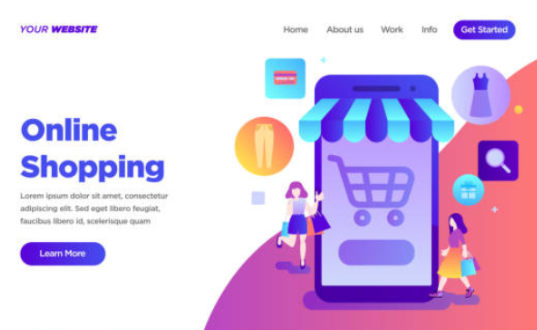 YOUR WEBSITE
Home About us Work Info Get Started
Online
Shopping
Lorem ipsum dolor sit amet, consectetur
adipiscing elit. Sed eget libero feugiat,
faucibus libero id, scelerisque quam
Learn More